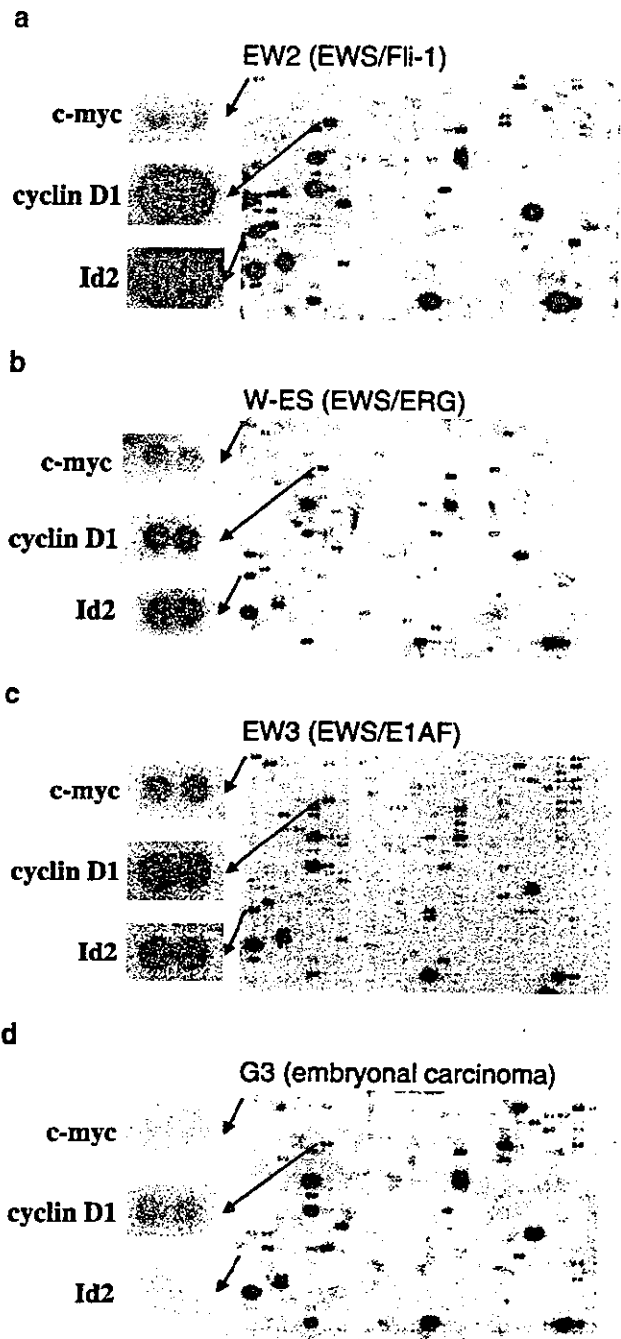 a
EW2 (EWS/Fli-1)
c-myc
cyclin D1
Id2
b
W-ES (EWS/ERG)
c-myc
cyclin D1
Id2
c
EW3 (EWS/E1AF)
c-myc
cyclin D1
Id2
d
G3 (embryonal carcinoma)
c-myc
cyclin D1
Id2